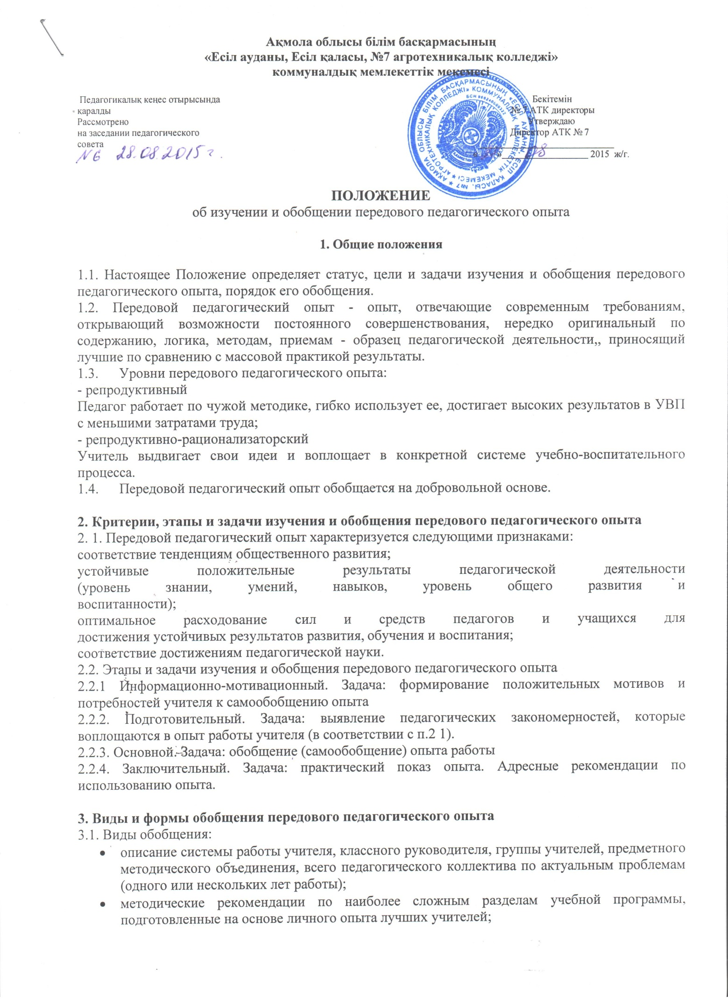 Ақмола облысы білім басқармасының
«Есіл ауданы, Есіл қаласы, №7 агротехникалық колледжі»
коммуналдық мемлекеттік мекемесі
Педагогикалық кеңес отырысында
қаралды
Рассмотрено
на заседании педагогического
совета
№6 28.08.2015 г.
Бекітемін
№ 7 АТК директоры
Утверждаю
Директор АТК № 7
« » 08 2015 ж/г.
АҚМОЛА ОБЛЫСЫ БІЛІМ БАСҚАРМАСЫНЫҢ «ЕСІЛ АУДАНЫ, ЕСІЛ ҚАЛАСЫ, №7
АГРОТЕХНИКАЛЫҚ КОЛЛЕДЖІ» КОММУНАЛДЫҚ МЕМЛЕКЕТТІК МЕКЕМЕСІ
ПОЛОЖЕНИЕ
об изучении и обобщении передового педагогического опыта
1. Общие положения
1.1. Настоящее Положение определяет статус, цели и задачи изучения и обобщения передового
педагогического опыта, порядок его обобщения.
1.2. Передовой педагогический опыт - опыт, отвечающие современным требованиям,
открывающий возможности постоянного совершенствования, нередко оригинальный по
содержанию, логика, методам, приемам - образец педагогической деятельности,, приносящий
лучшие по сравнению с массовой практикой результаты.
1.3. Уровни передового педагогического опыта:
- репродуктивный
Педагог работает по чужой методике, гибко использует ее, достигает высоких результатов в УВП
с меньшими затратами труда;
- репродуктивно-рационализаторский
Учитель выдвигает свои идеи и воплощает в конкретной системе учебно-воспитательного
процесса.
1.4. Передовой педагогический опыт обобщается на добровольной основе.
2. Критерии, этапы и задачи изучения и обобщения передового педагогического опыта
2. 1. Передовой педагогический опыт характеризуется следующими признаками:
соответствие тенденциям общественного развития;
устойчивые положительные результаты педагогической деятельности
(уровень знании, умений, навыков, уровень общего развития и
воспитанности);
оптимальное расходование сил и средств педагогов и учащихся для
достижения устойчивых результатов развития, обучения и воспитания;
соответствие достижениям педагогической науки.
2.2. Этапы и задачи изучения и обобщения передового педагогического опыта
2.2.1 Информационно-мотивационный. Задача: формирование положительных мотивов и
потребностей учителя к самообобщению опыта
2.2.2. Подготовительный. Задача: выявление педагогических закономерностей, которые
воплощаются в опыт работы учителя (в соответствии с п.2 1).
2.2.3. Основной. Задача: обобщение (самообобщение) опыта работы
2.2.4. Заключительный. Задача: практический показ опыта. Адресные рекомендации по
использованию опыта.
3. Виды и формы обобщения передового педагогического опыта
3.1. Виды обобщения:
• описание системы работы учителя, классного руководителя, группы учителей, предметного
методического объединения, всего педагогического коллектива по актуальным проблемам
(одного или нескольких лет работы);
• методические рекомендации по наиболее сложным разделам учебной программы,
подготовленные на основе личного опыта лучших учителей;